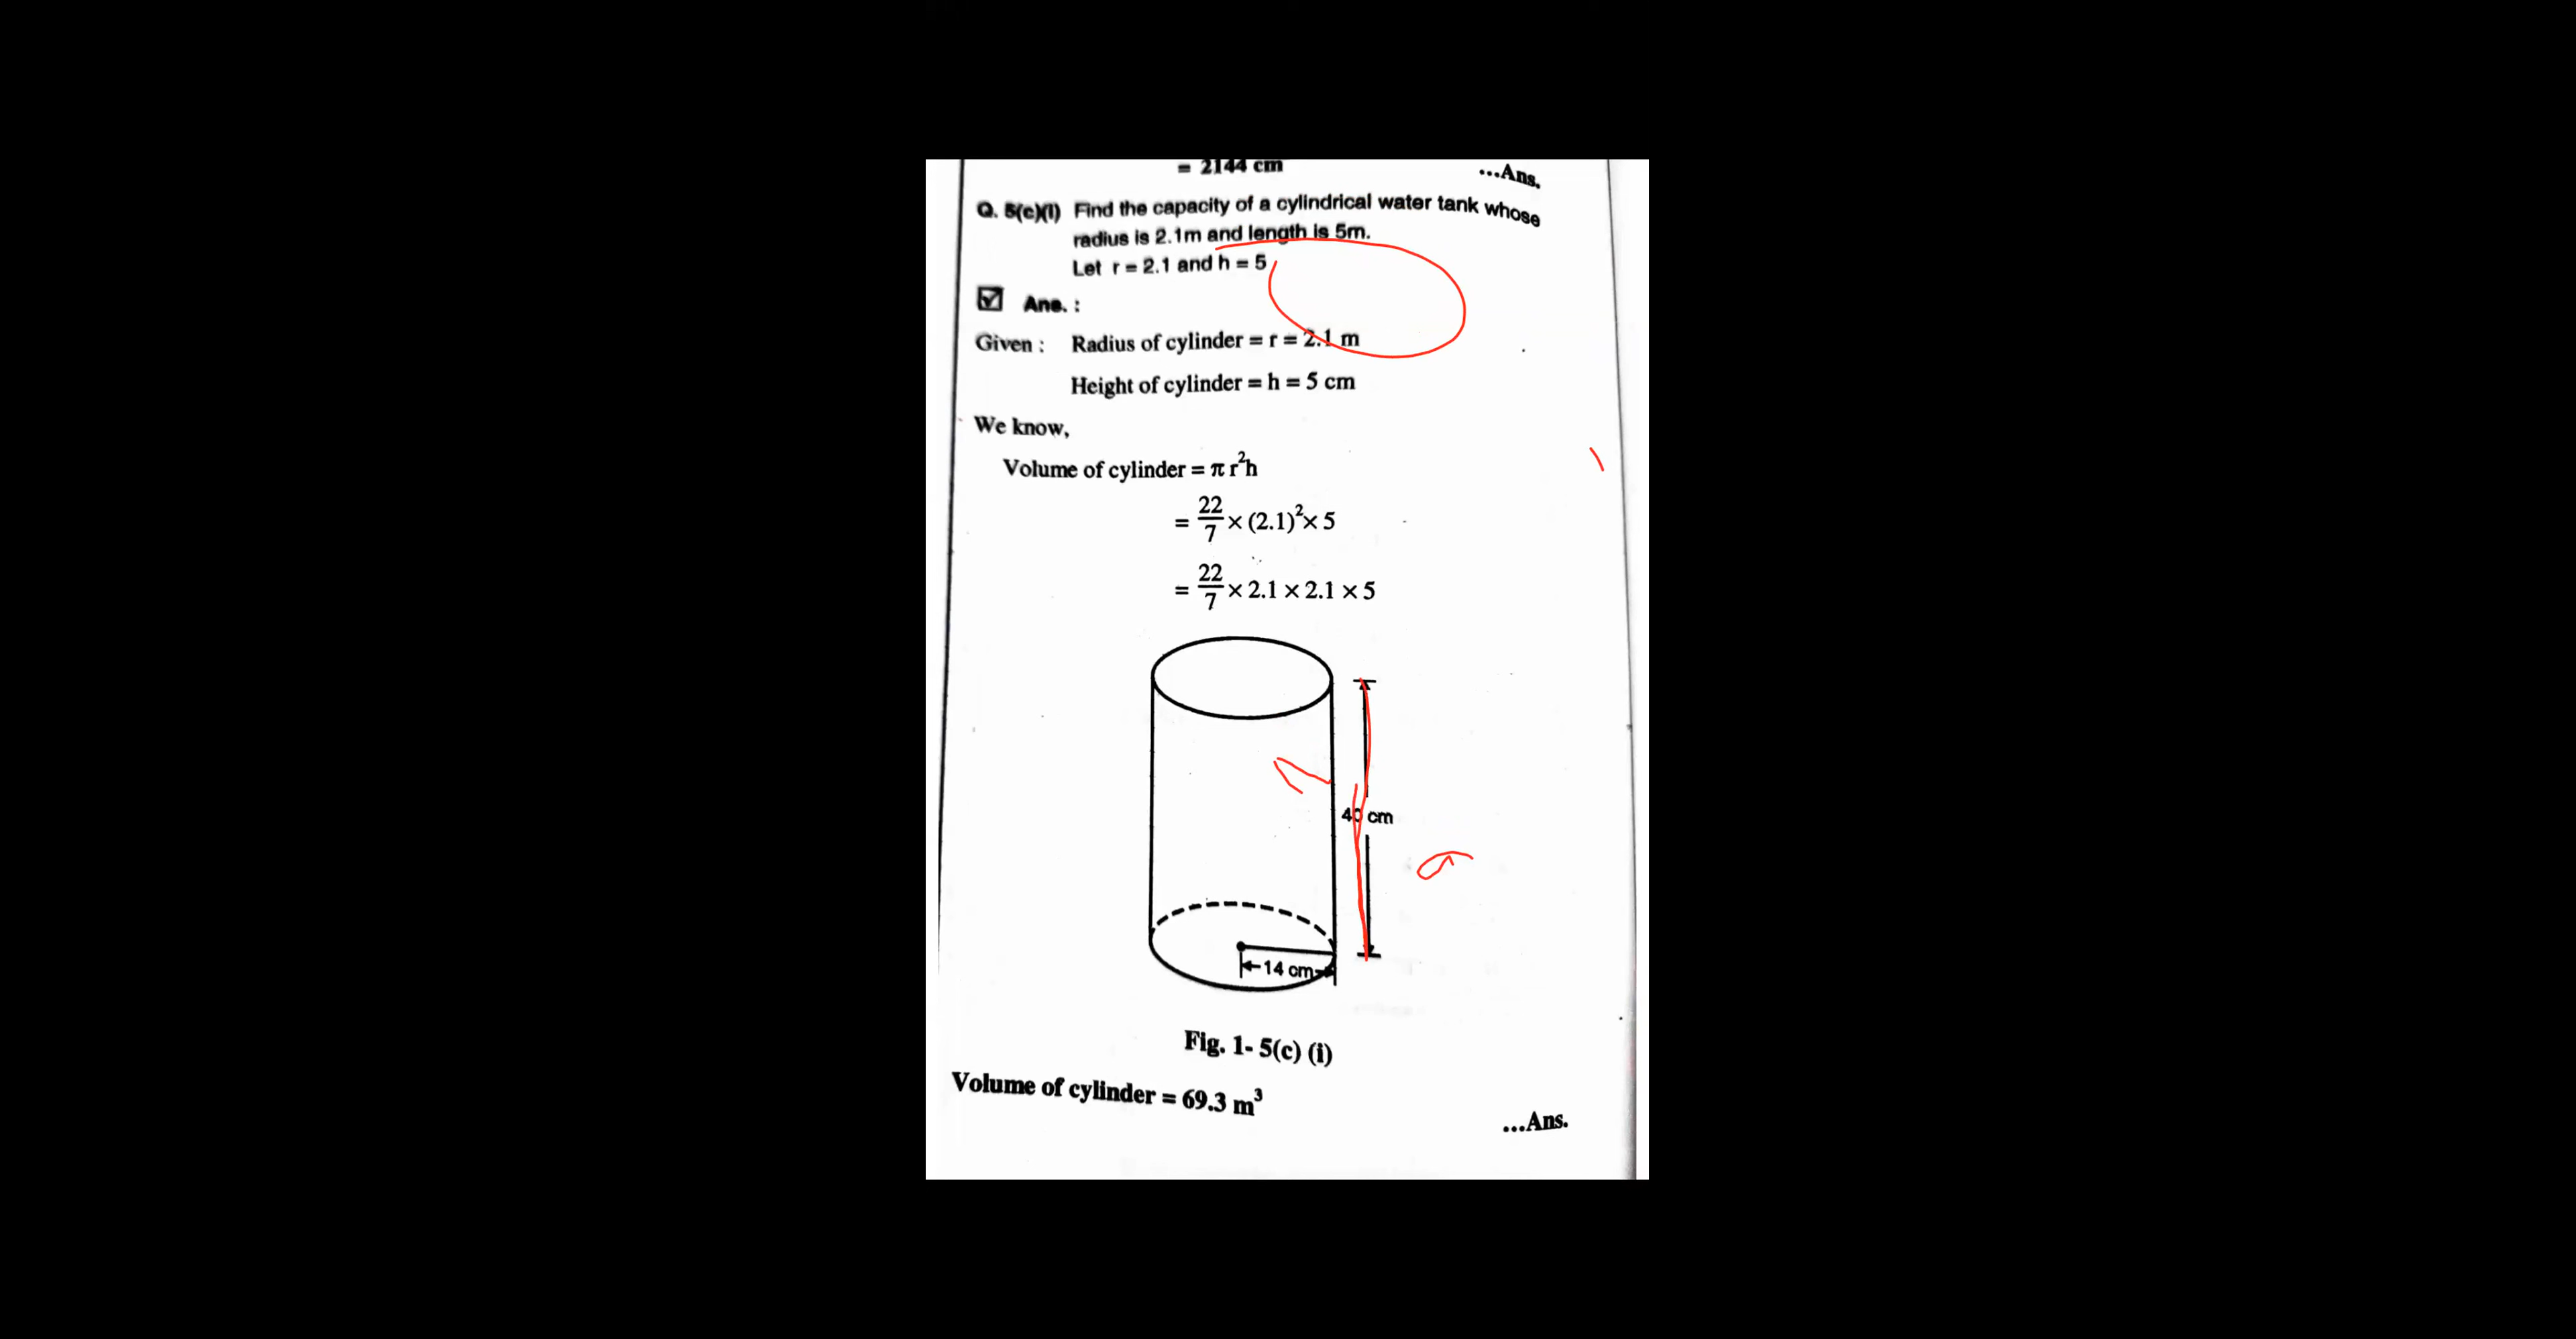 = 2144 cm ...Ans.
Q. 5(c)(i) Find the capacity of a cylindrical water tank whose
radius is 2.1m and length is 5m.
Let r = 2.1 and h = 5
☑ Ans. :
Given : Radius of cylinder = r = 2.1 m
Height of cylinder = h = 5 cm
We know,
Volume of cylinder = π r²h
= 22/7 × (2.1)² × 5
= 22/7 × 2.1 × 2.1 × 5
40 cm
14 cm
Fig. 1- 5(c) (i)
Volume of cylinder = 69.3 m³
...Ans.